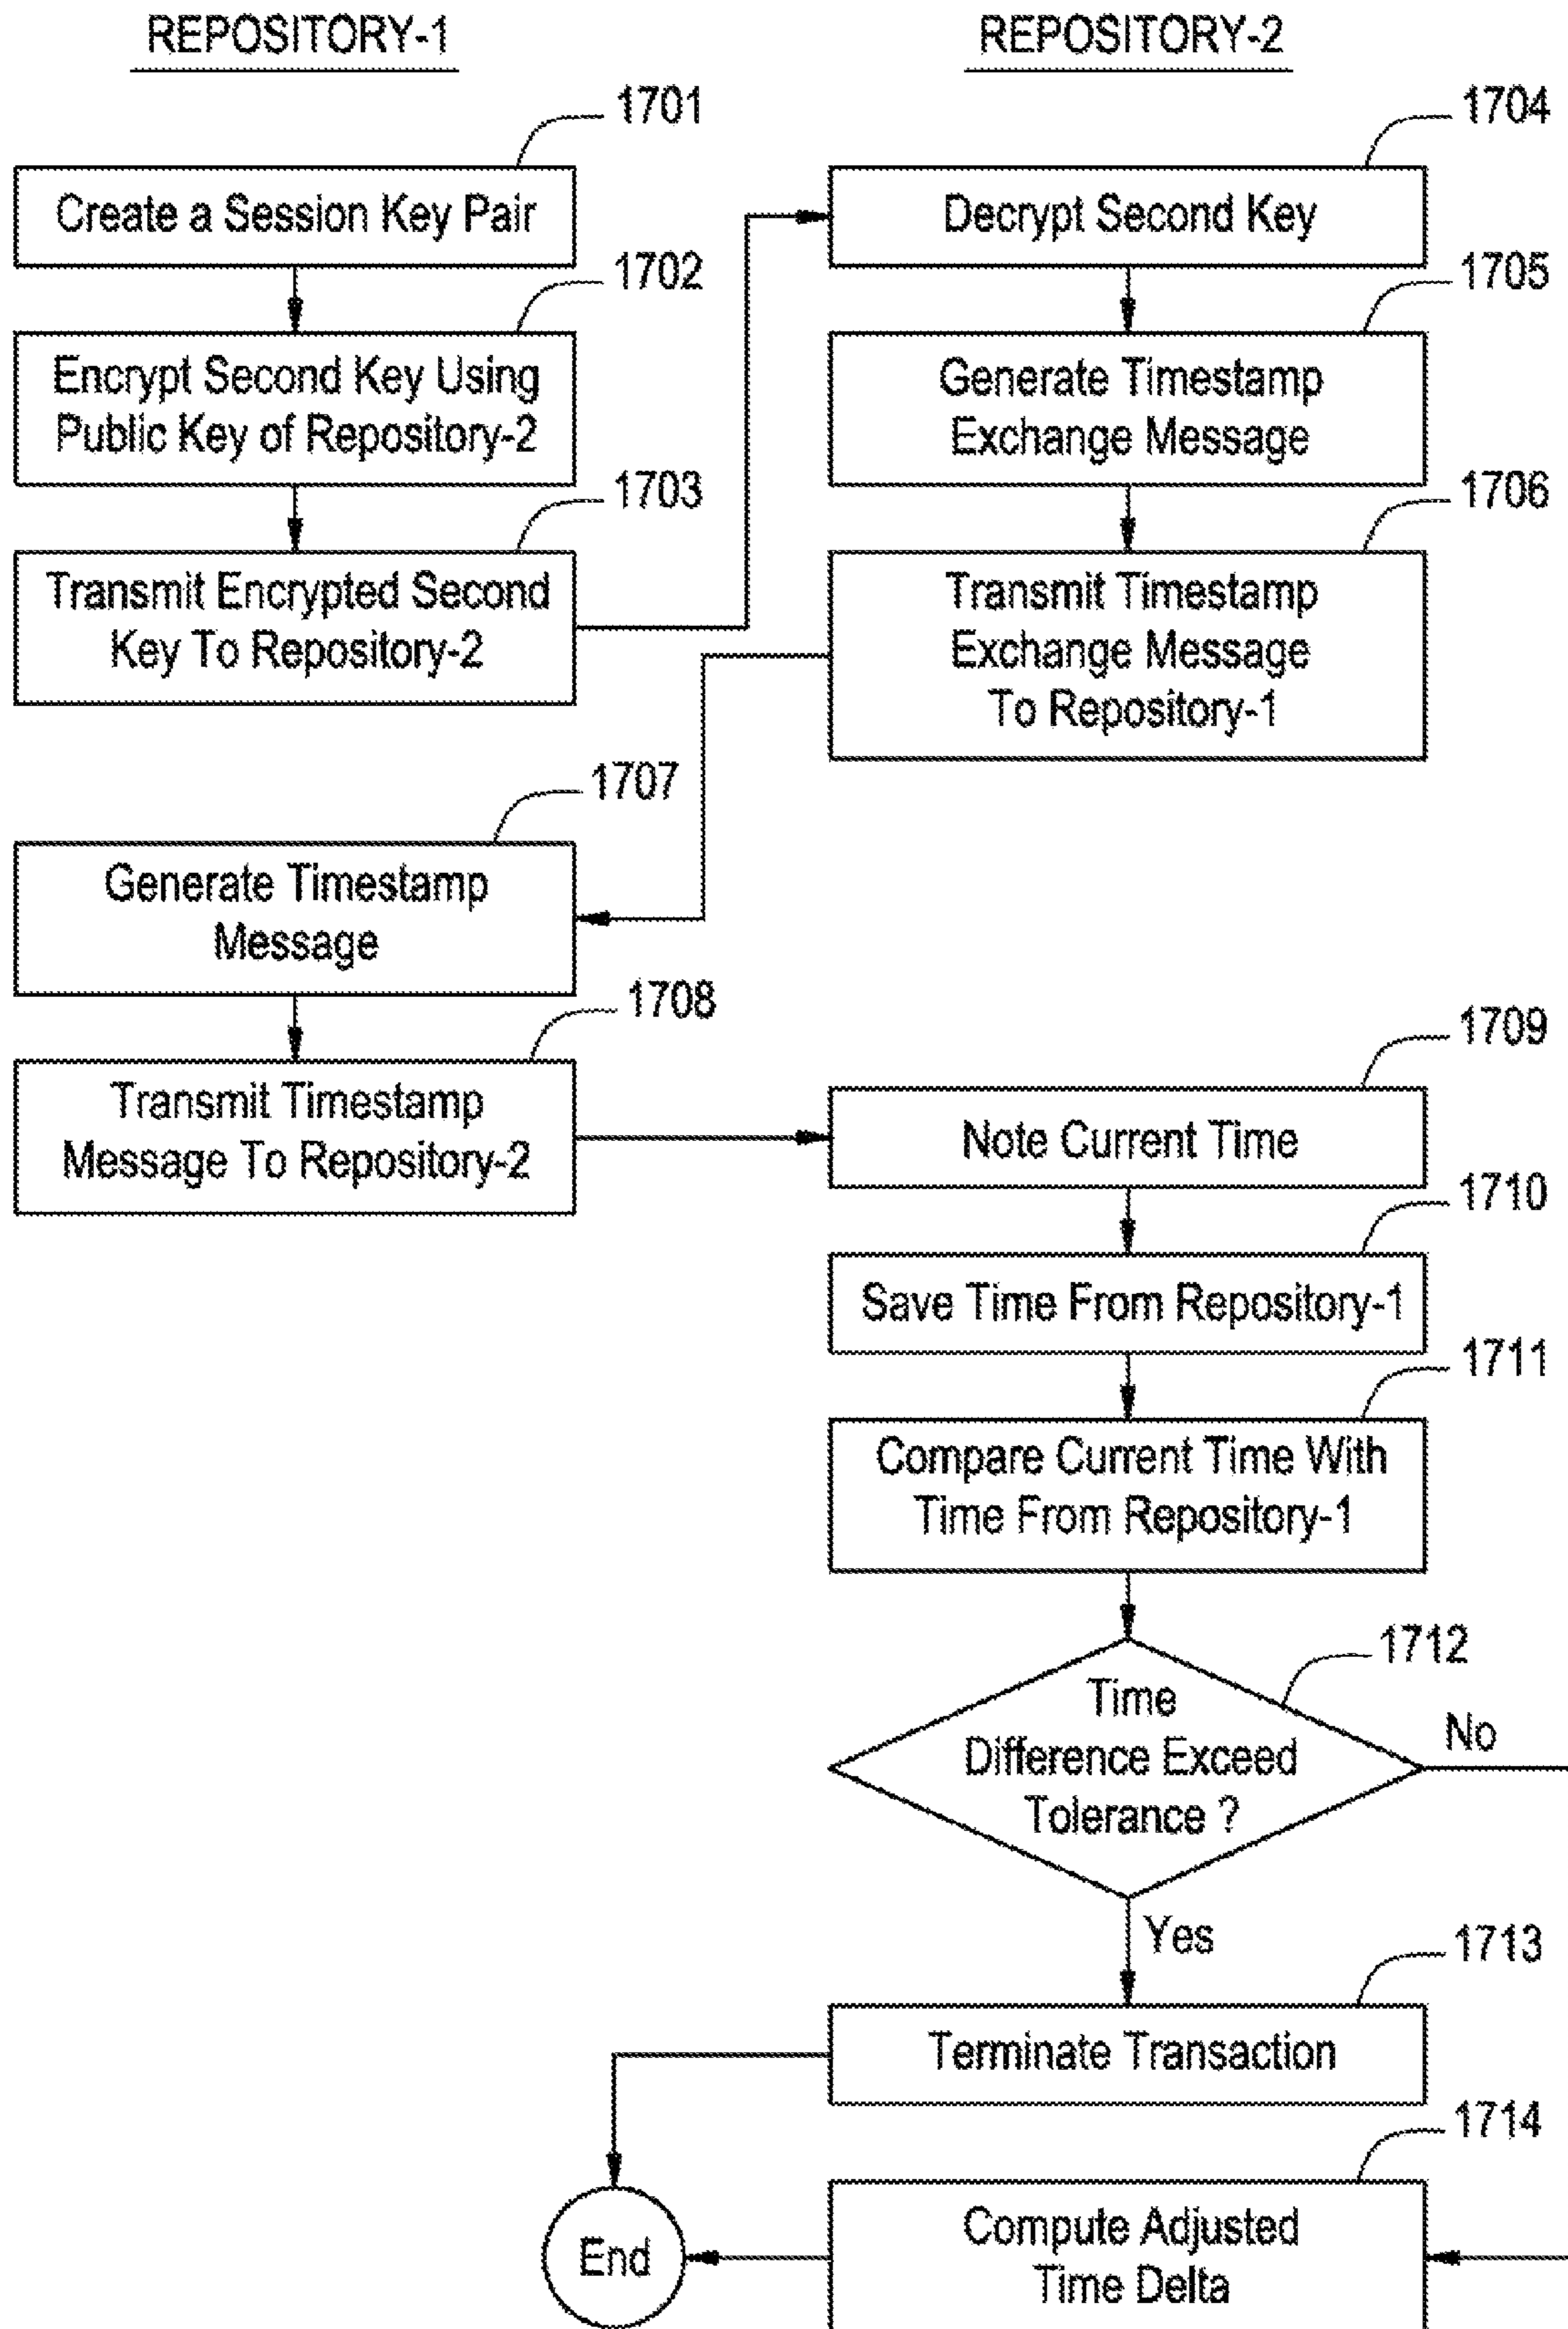 REPOSITORY-1
REPOSITORY-2
1701
Create a Session Key Pair
1702
Encrypt Second Key Using
Public Key of Repository-2
1703
Transmit Encrypted Second
Key To Repository-2
1704
Decrypt Second Key
1705
Generate Timestamp
Exchange Message
1706
Transmit Timestamp
Exchange Message
To Repository-1
1707
Generate Timestamp
Message
1708
Transmit Timestamp
Message To Repository-2
1709
Note Current Time
1710
Save Time From Repository-1
1711
Compare Current Time With
Time From Repository-1
1712
Time
Difference Exceed
Tolerance ?
No
Yes
1713
Terminate Transaction
1714
Compute Adjusted
Time Delta
End